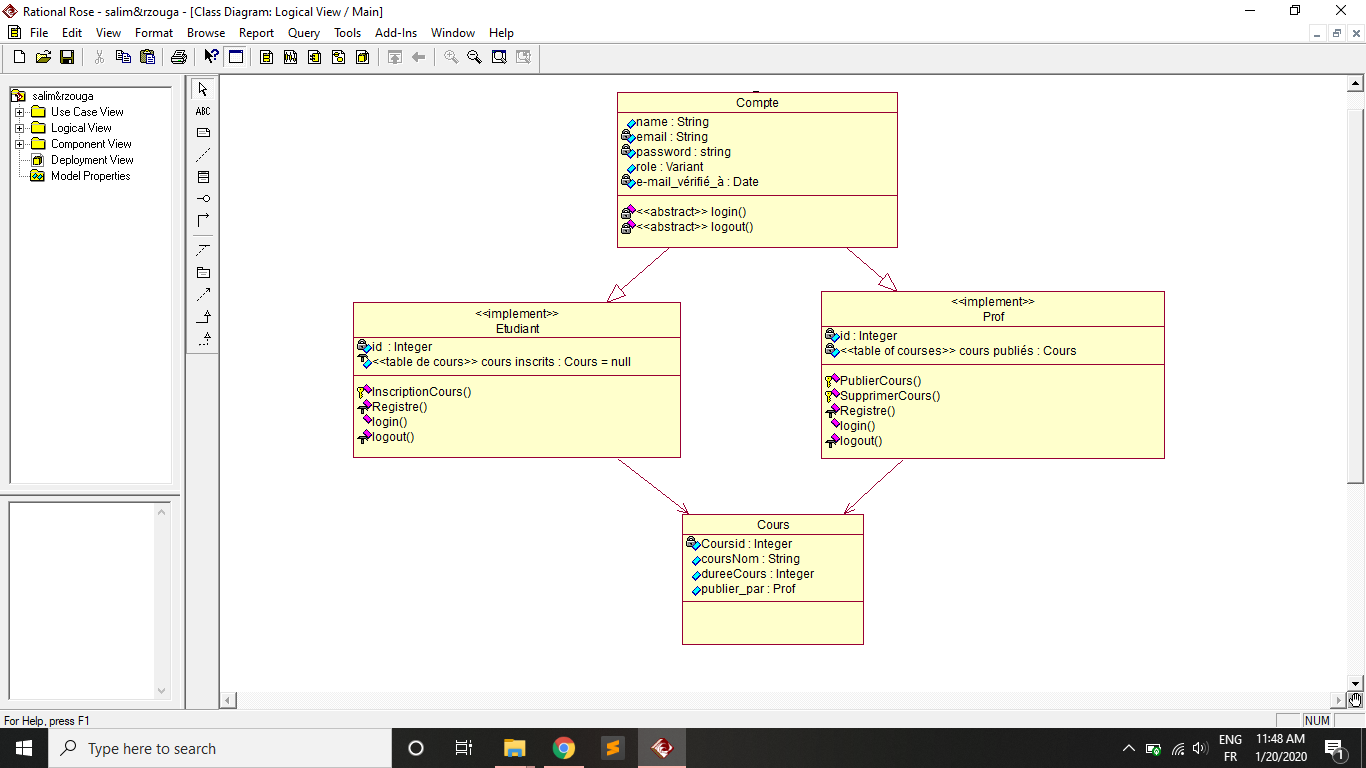 Rational Rose - salim&rzouga - [Class Diagram: Logical View / Main]
File Edit View Format Browse Report Query Tools Add-Ins Window Help
salim&rzouga
Use Case View
Logical View
Component View
Deployment View
Model Properties
ABC
Compte
name : String
email : String
password : string
role : Variant
e-mail_vérifié_à : Date
<<abstract>> login()
<<abstract>> logout()
<<implement>>
Etudiant
id : Integer
<<table de cours>> cours inscrits : Cours = null
InscriptionCours()
Registre()
login()
logout()
<<implement>>
Prof
id : Integer
<<table of courses>> cours publiés : Cours
PublierCours()
SupprimerCours()
Registre()
login()
logout()
Cours
Coursid : Integer
coursNom : String
dureeCours : Integer
publier_par : Prof
For Help, press F1
NUM
Type here to search
ENG
FR
11:48 AM
1/20/2020
1